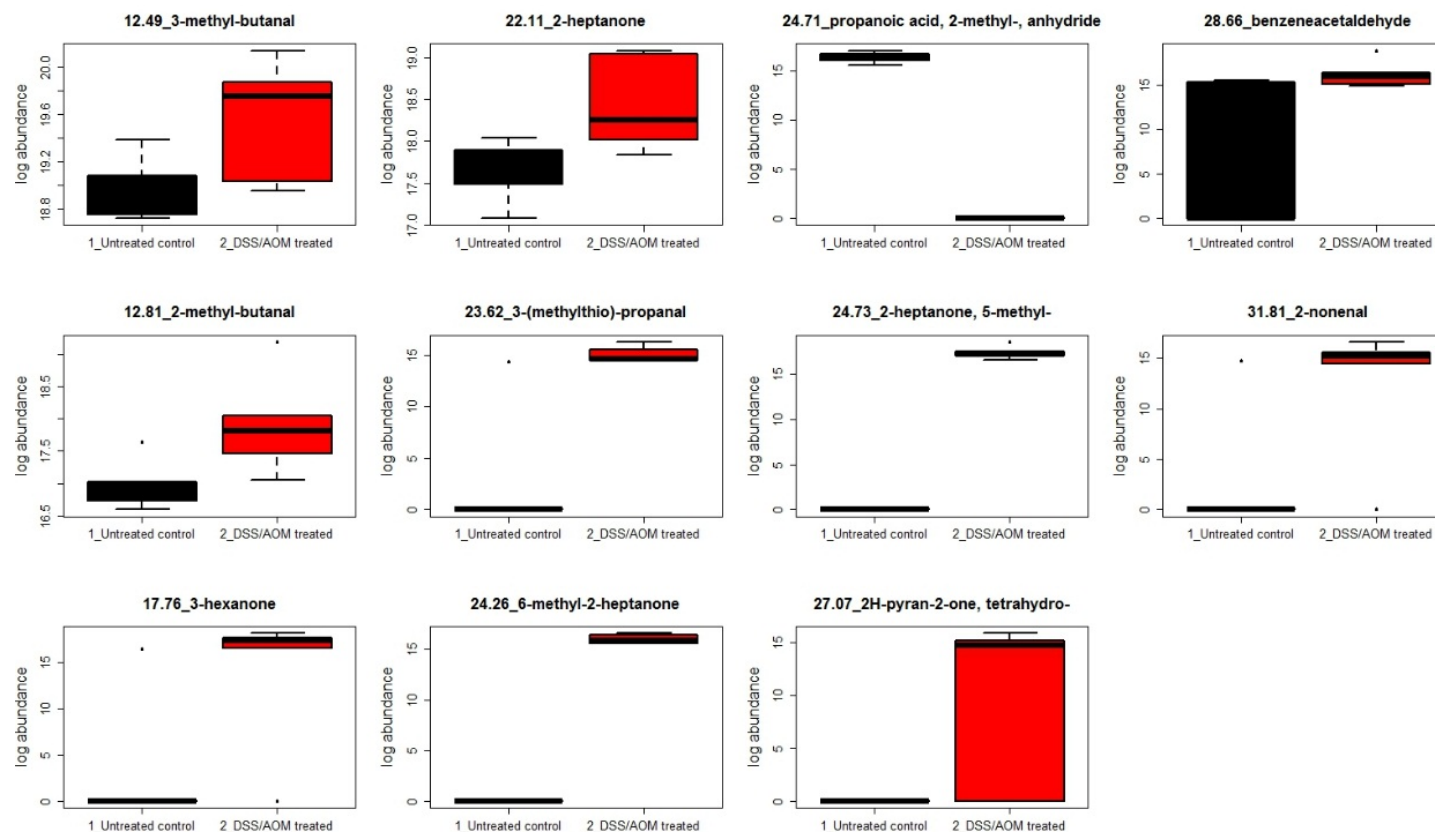 12.49_3-methyl-butanal
log abundance
20.0
19.6
19.2
18.8
1_Untreated control 2_DSS/AOM treated
22.11_2-heptanone
log abundance
19.0
18.5
18.0
17.5
17.0
1_Untreated control 2_DSS/AOM treated
24.71_propanoic acid, 2-methyl-, anhydride
log abundance
15
10
5
0
1_Untreated control 2_DSS/AOM treated
28.66_benzeneacetaldehyde
log abundance
15
10
5
0
1_Untreated control 2_DSS/AOM treated
12.81_2-methyl-butanal
log abundance
18.5
17.5
16.5
1_Untreated control 2_DSS/AOM treated
23.62_3-(methylthio)-propanal
log abundance
15
10
5
0
1_Untreated control 2_DSS/AOM treated
24.73_2-heptanone, 5-methyl-
log abundance
15
10
5
0
1_Untreated control 2_DSS/AOM treated
31.81_2-nonenal
log abundance
15
10
5
0
1_Untreated control 2_DSS/AOM treated
17.76_3-hexanone
log abundance
15
10
5
0
1_Untreated control 2_DSS/AOM treated
24.26_6-methyl-2-heptanone
log abundance
15
10
5
0
1_Untreated control 2_DSS/AOM treated
27.07_2H-pyran-2-one, tetrahydro-
log abundance
15
10
5
0
1_Untreated control 2_DSS/AOM treated